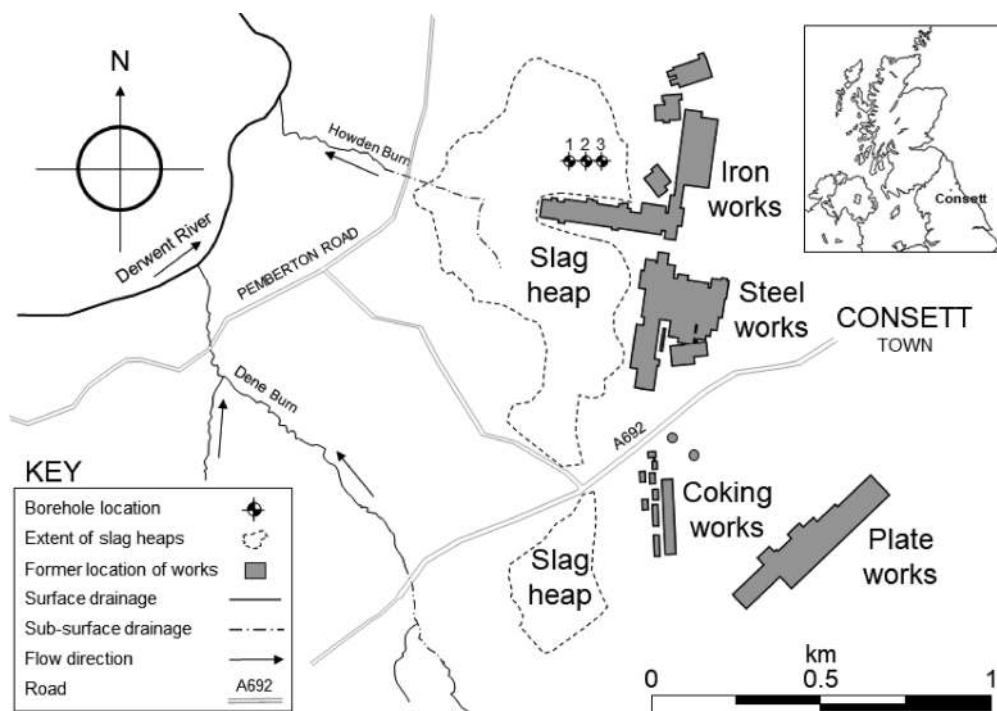 N
Howden Burn
Derwent River
PEMBERTON ROAD
1 2 3
Iron
works
Consett
Slag
heap
Steel
works
CONSETT
TOWN
Dene Burn
A692
Coking
works
Plate
works
Slag
heap
KEY
Borehole location
Extent of slag heaps
Former location of works
Surface drainage
Sub-surface drainage
Flow direction
Road A692
km
0 0.5 1